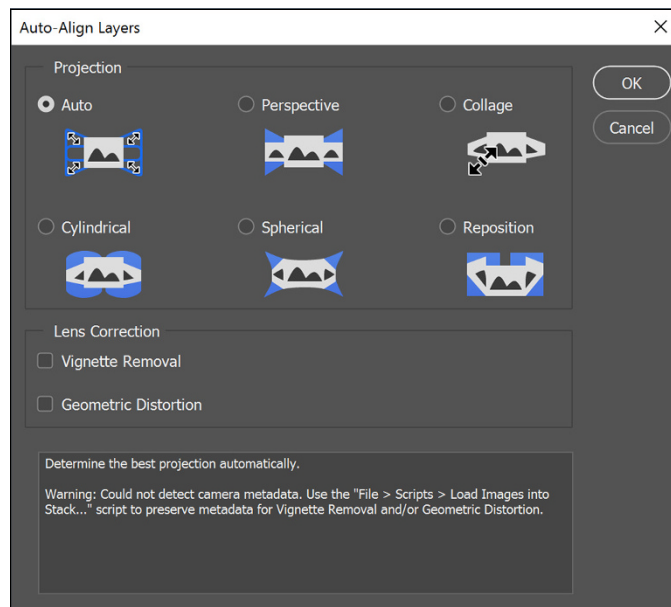 Auto-Align Layers
Projection
OK
Auto
Perspective
Collage
Cancel
Cylindrical
Spherical
Reposition
Lens Correction
Vignette Removal
Geometric Distortion
Determine the best projection automatically.
Warning: Could not detect camera metadata. Use the "File > Scripts > Load Images into
Stack..." script to preserve metadata for Vignette Removal and/or Geometric Distortion.